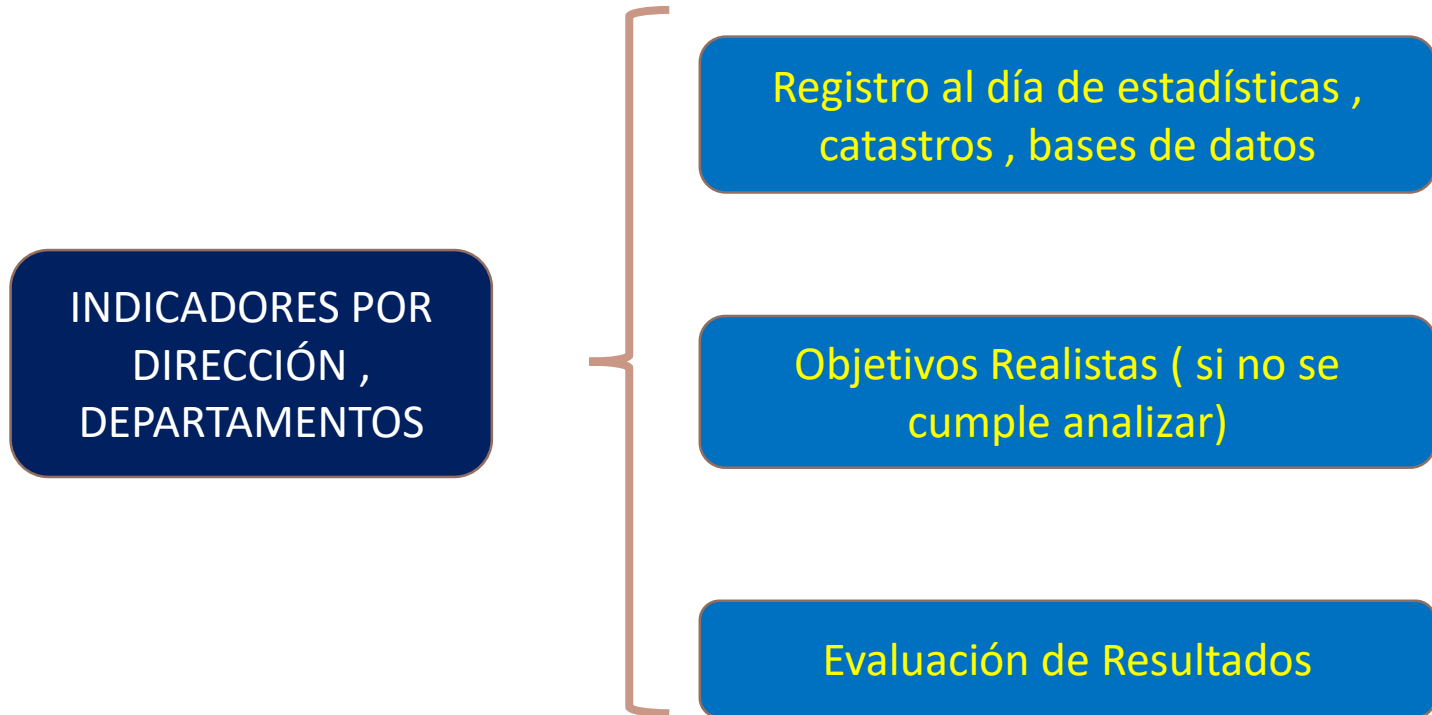 INDICADORES POR
DIRECCIÓN ,
DEPARTAMENTOS
Registro al día de estadísticas ,
catastros , bases de datos
Objetivos Realistas ( si no se
cumple analizar)
Evaluación de Resultados